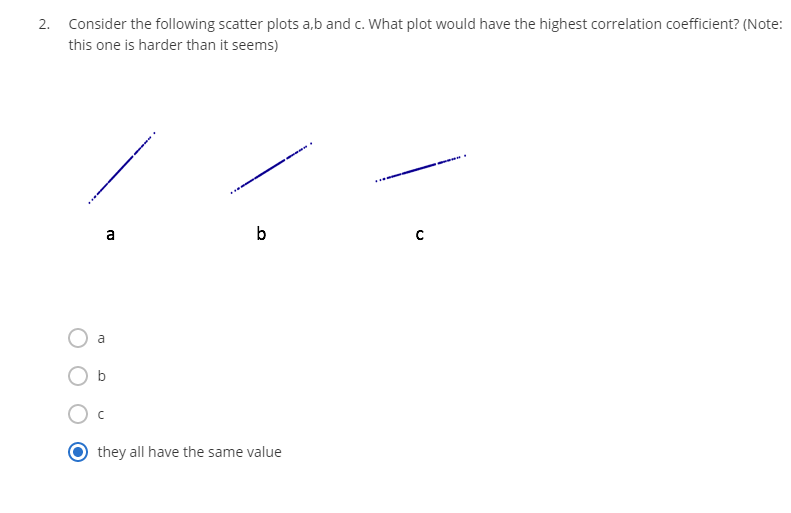 2. Consider the following scatter plots a,b and c. What plot would have the highest correlation coefficient? (Note:
this one is harder than it seems)
a b c
a
b
c
they all have the same value